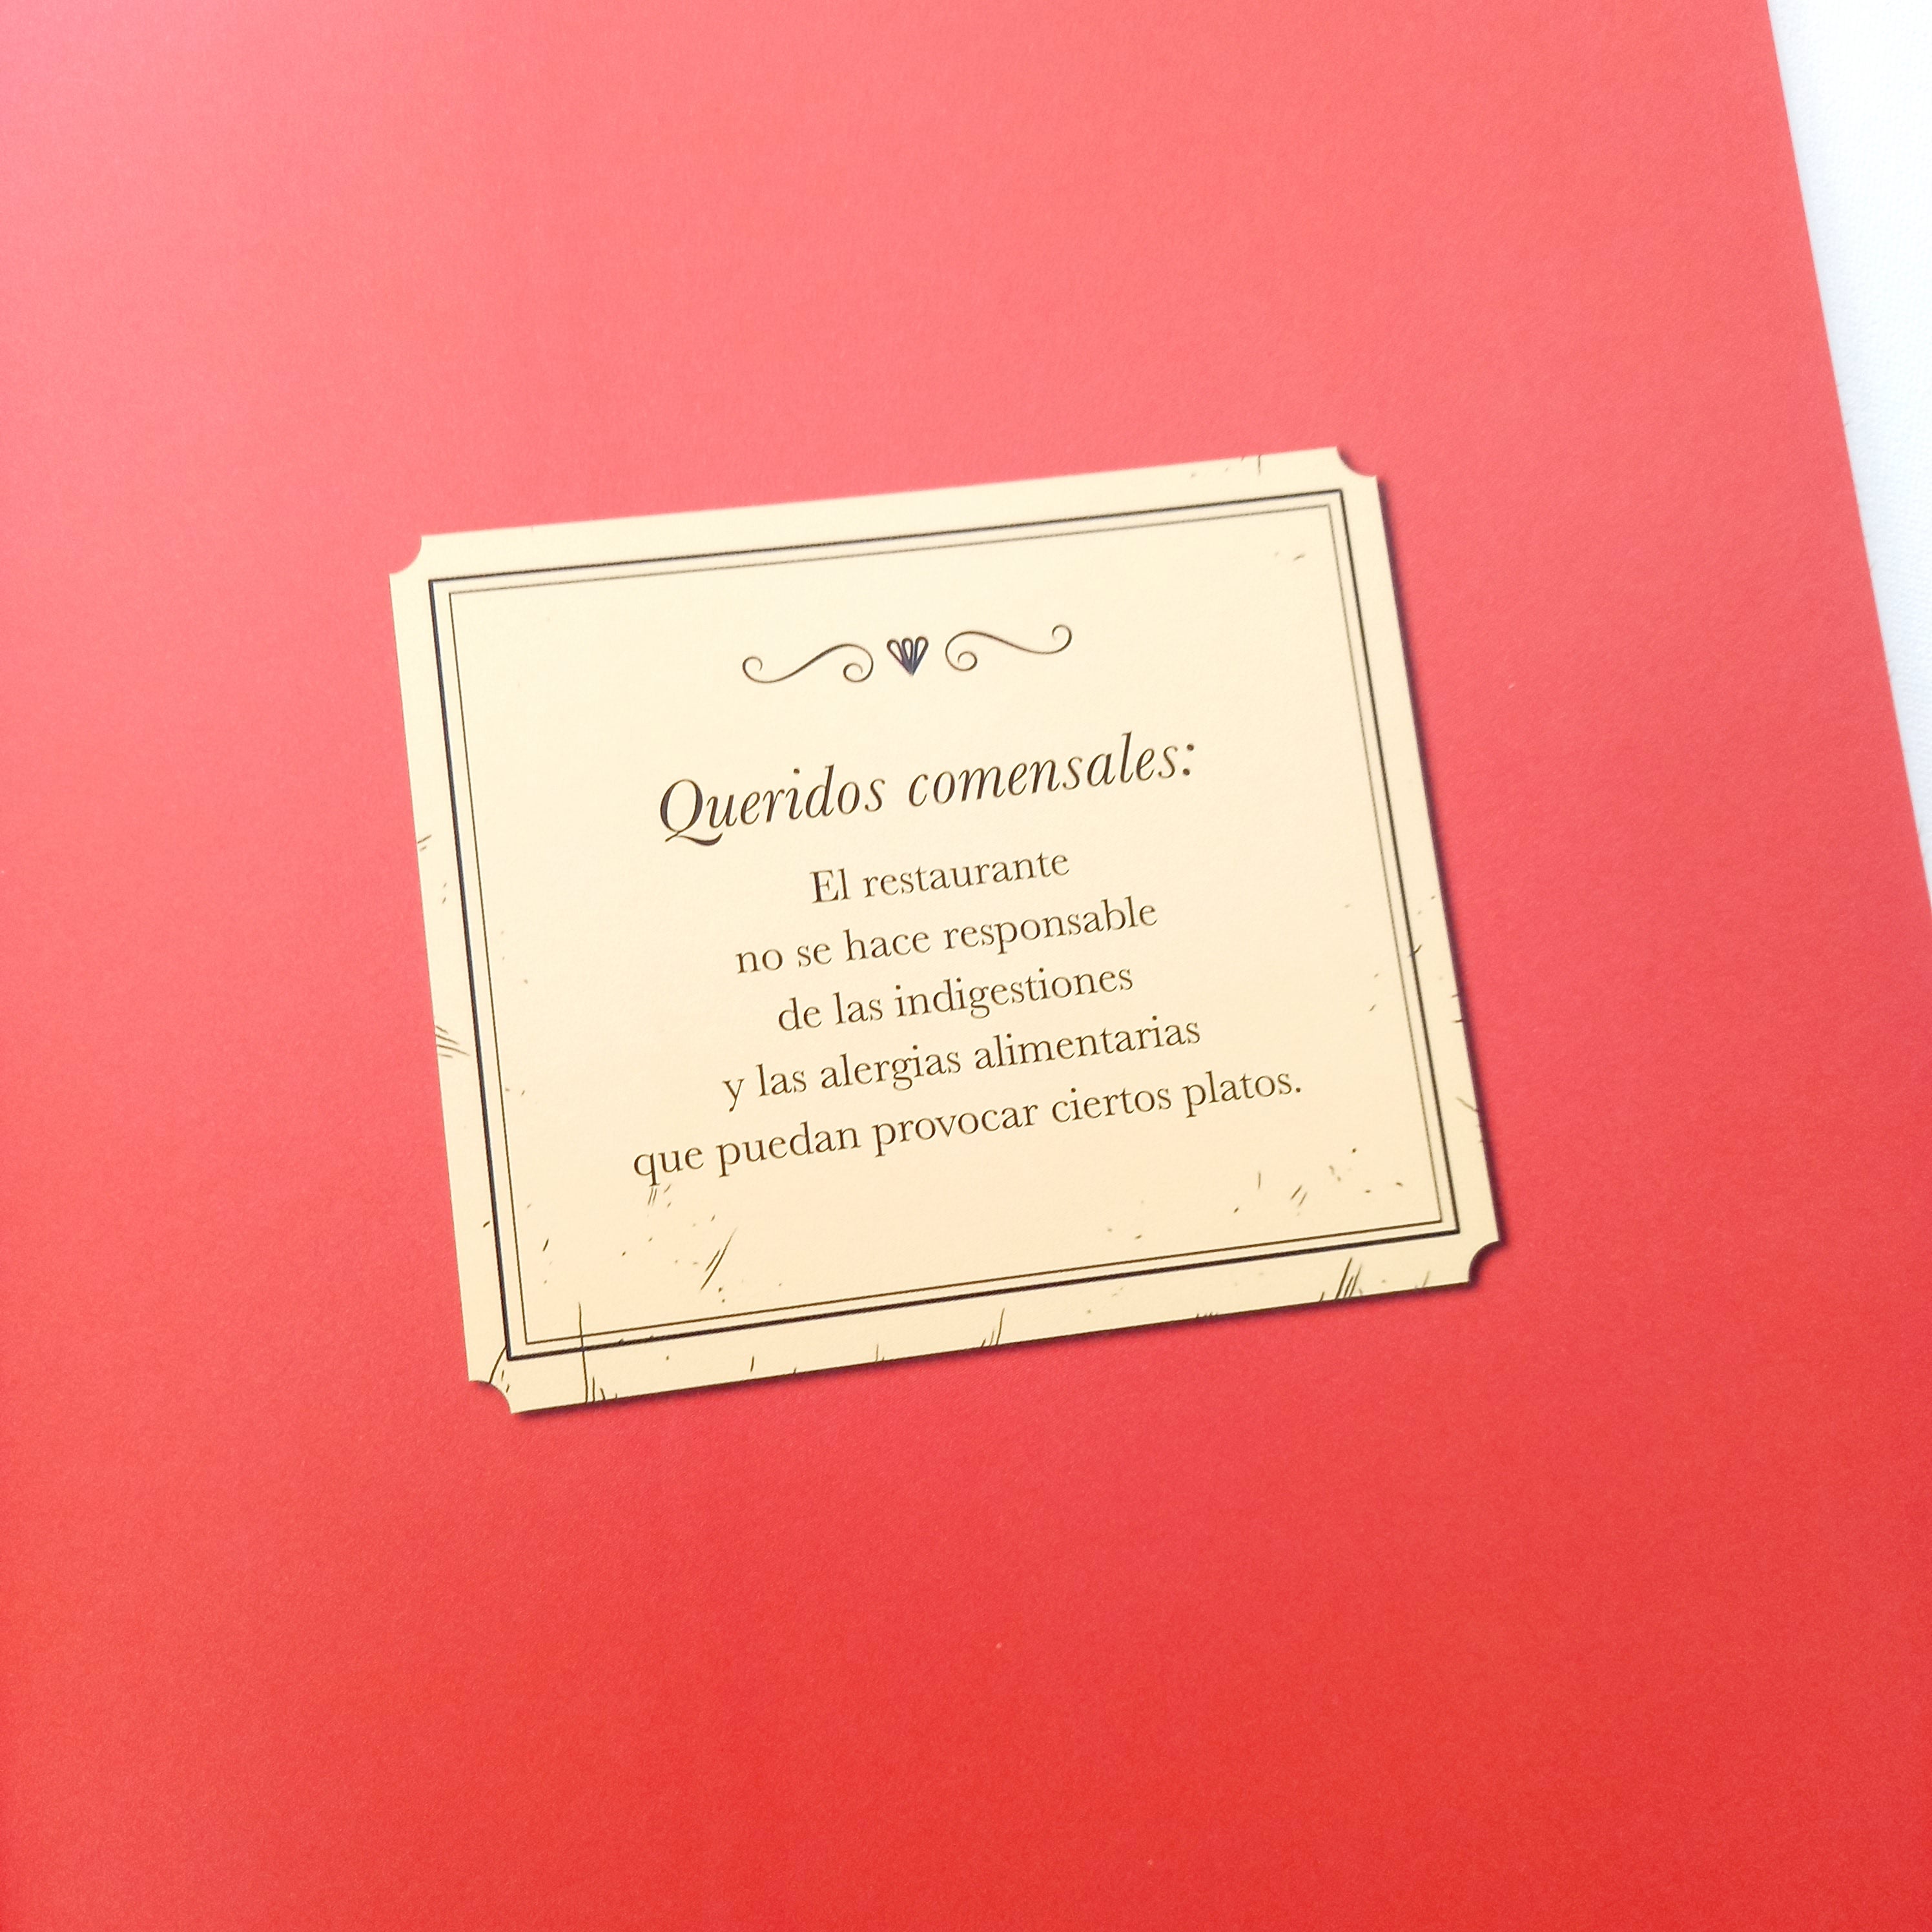 Queridos comensales:
El restaurante
no se hace responsable
de las indigestiones
y las alergias alimentarias
que puedan provocar ciertos platos.